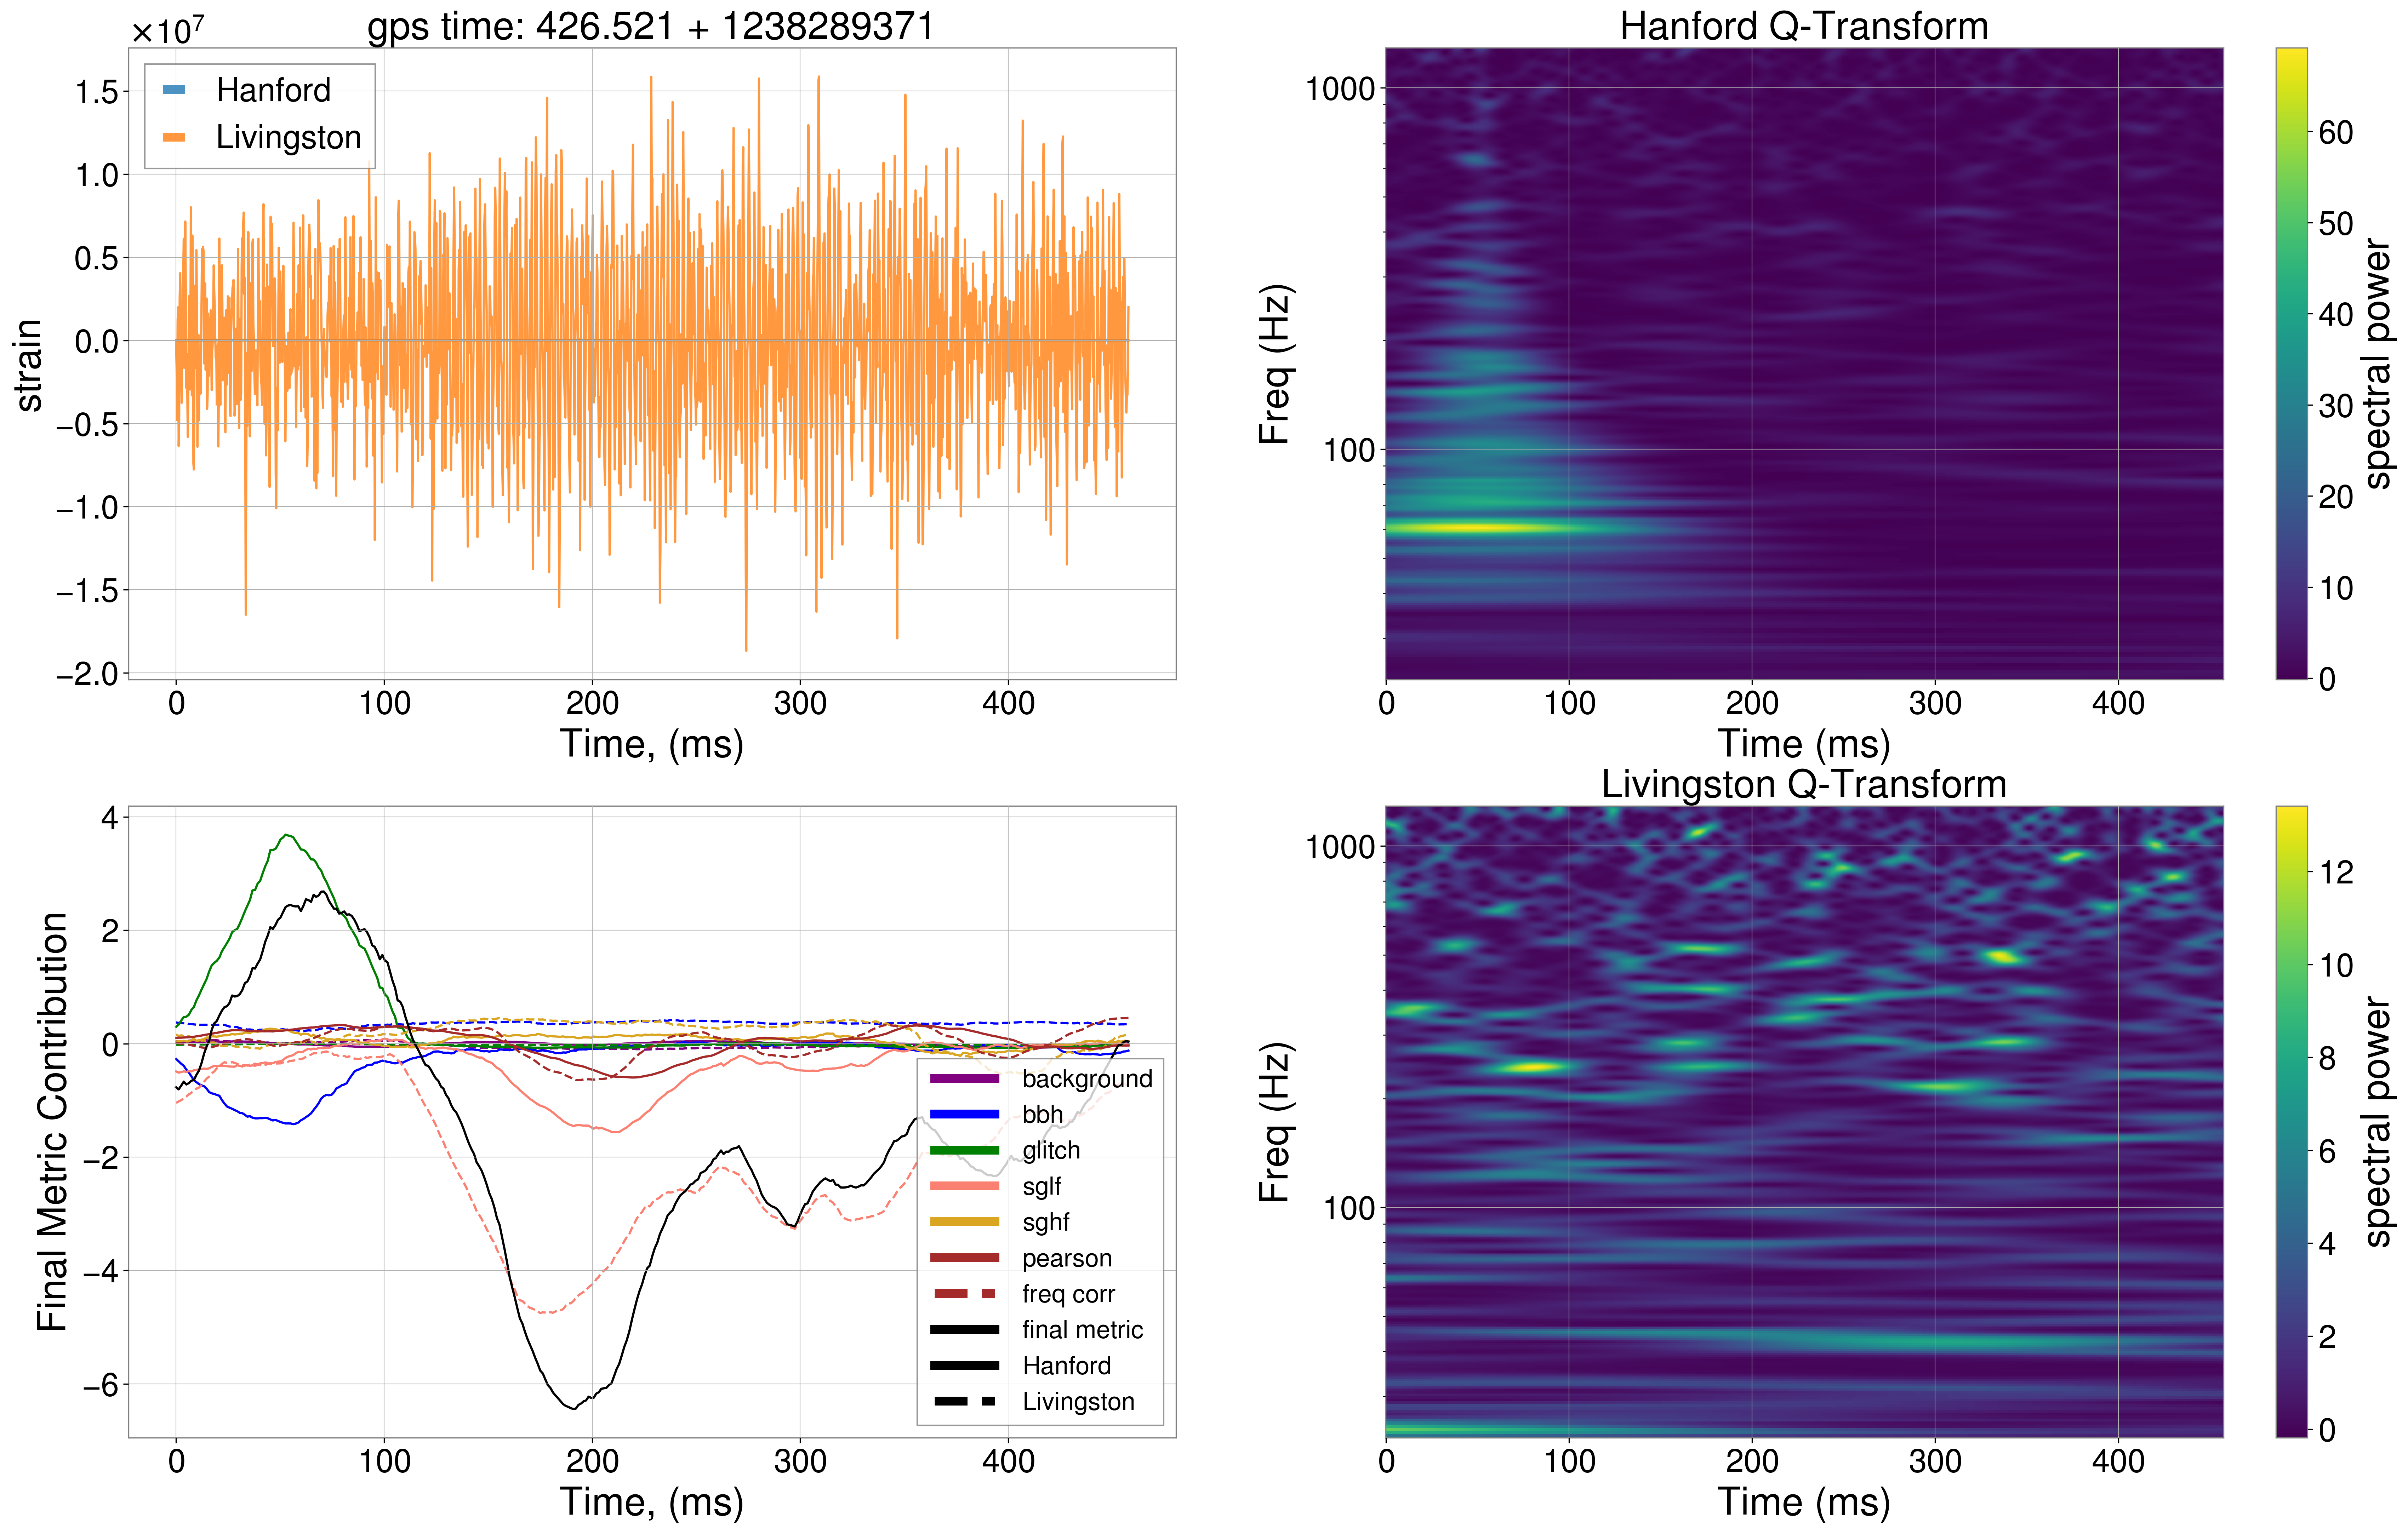 ×10⁷
gps time: 426.521 + 1238289371
Hanford
Livingston
1.5
1.0
0.5
0.0
−0.5
−1.0
−1.5
−2.0
strain
0 100 200 300 400
Time, (ms)
Hanford Q-Transform
1000
100
Freq (Hz)
0 100 200 300 400
Time (ms)
60
50
40
30
20
10
0
spectral power
4
2
0
−2
−4
−6
Final Metric Contribution
background
bbh
glitch
sglf
sghf
pearson
freq corr
final metric
Hanford
Livingston
0 100 200 300 400
Time, (ms)
Livingston Q-Transform
1000
100
Freq (Hz)
0 100 200 300 400
Time (ms)
12
10
8
6
4
2
0
spectral power